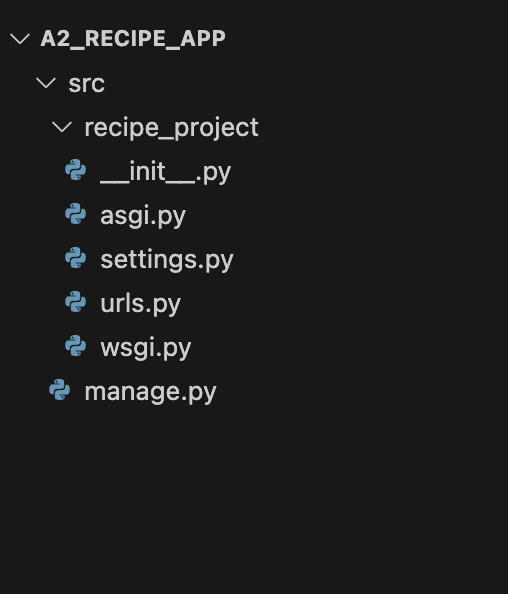 A2_RECIPE_APP
src
recipe_project
__init__.py
asgi.py
settings.py
urls.py
wsgi.py
manage.py